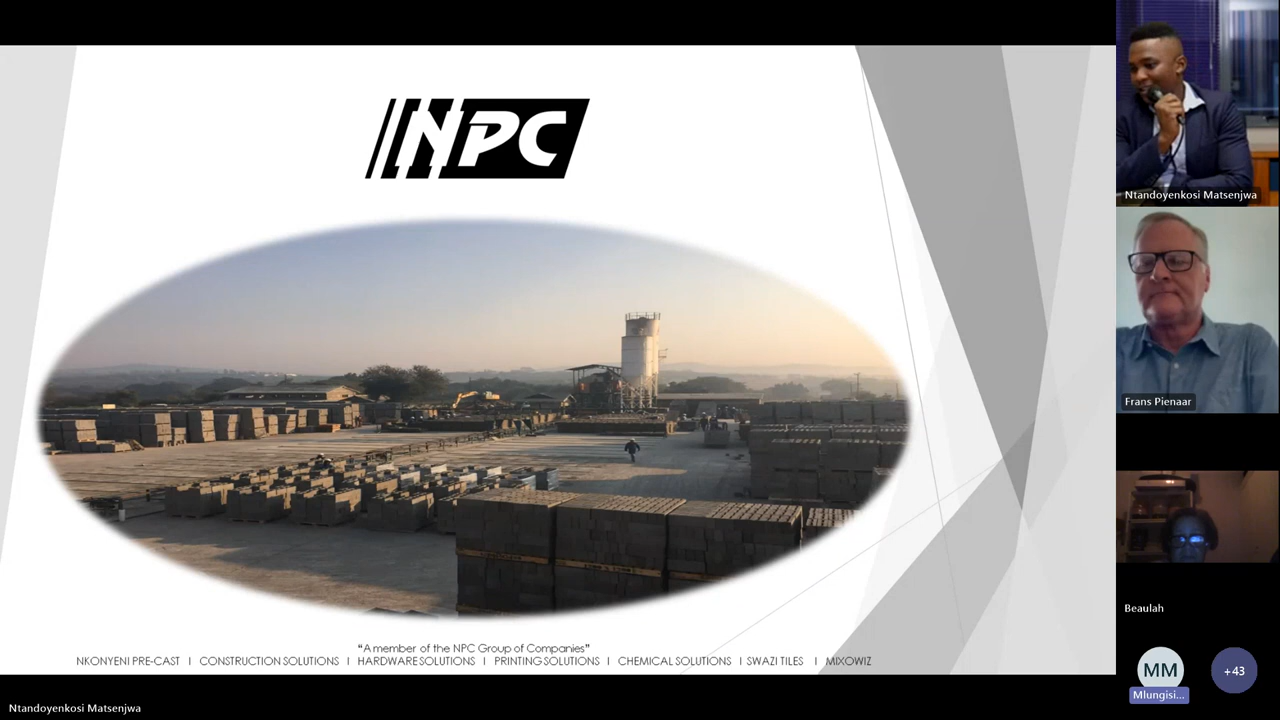 NPC
"A member of the NPC Group of Companies"
NKONYENI PRE-CAST I CONSTRUCTION SOLUTIONS I HARDWARE SOLUTIONS I PRINTING SOLUTIONS I CHEMICAL SOLUTIONS I SWAZI TILES I MIXOWIZ
Ntandoyenkosi Matsenjwa
Ntandoyenkosi Matsenjwa
Frans Pienaar
Beaulah
MM
Mlungisi...
+43